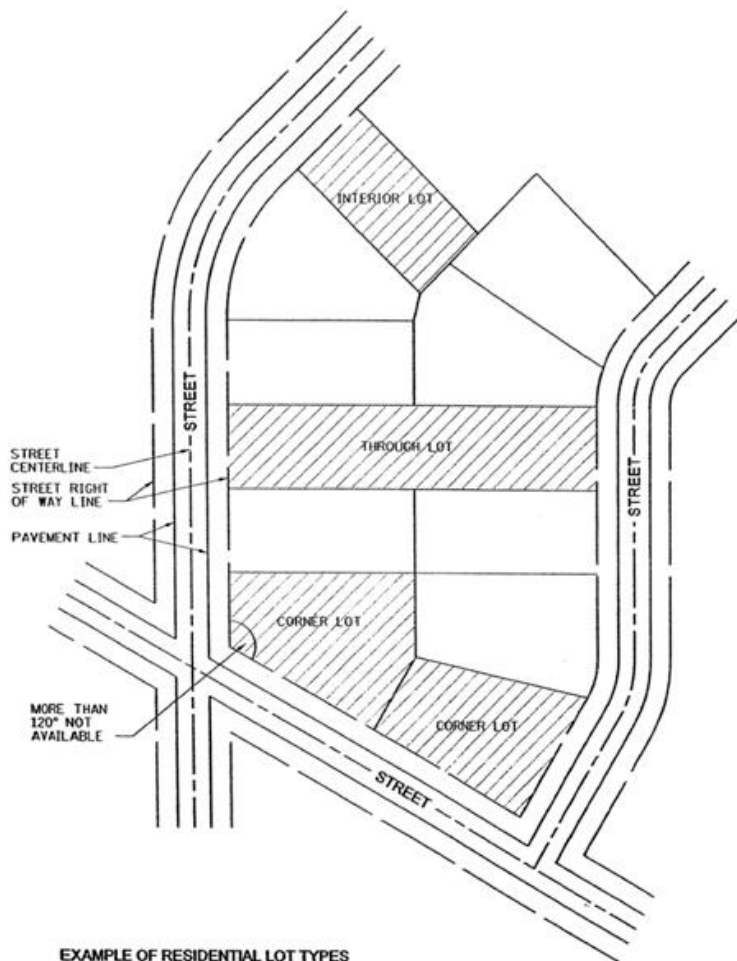 INTERIOR LOT
STREET
THROUGH LOT
STREET
CENTERLINE
STREET
STREET RIGHT
OF WAY LINE
PAVEMENT LINE
CORNER LOT
MORE THAN
120° NOT
AVAILABLE
CORNER LOT
STREET
EXAMPLE OF RESIDENTIAL LOT TYPES